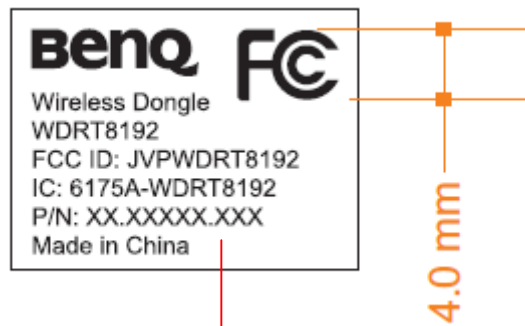 BenQ FC
Wireless Dongle
WDRT8192
FCC ID: JVPWDRT8192
IC: 6175A-WDRT8192
P/N: XX.XXXXX.XXX
Made in China
4.0 mm